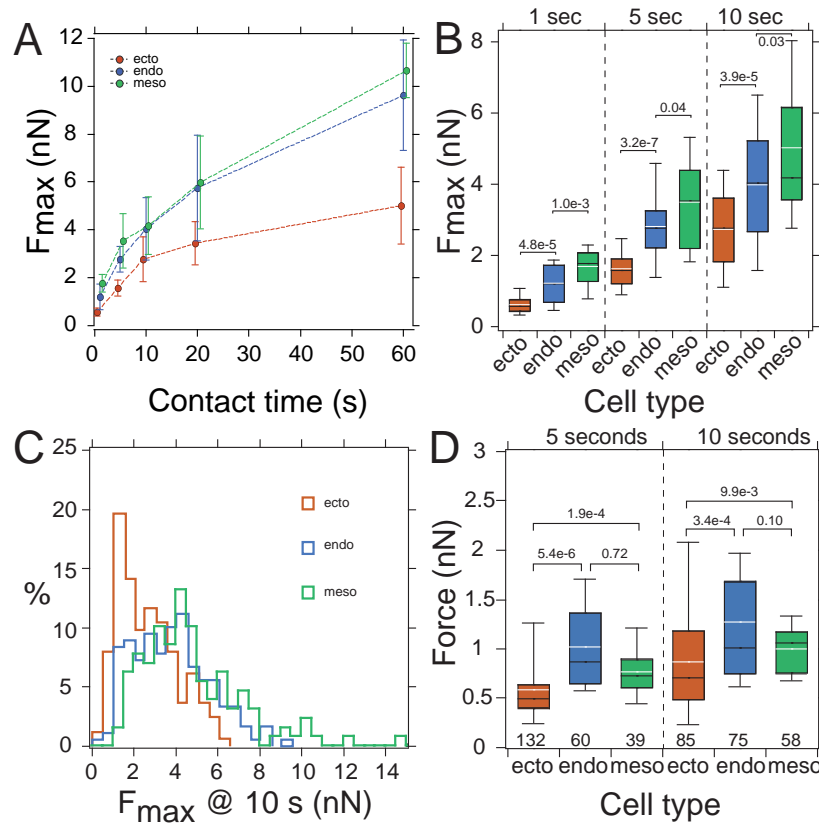 A
12
10
8
6
4
2
0
Fmax (nN)
ecto
endo
meso
0 10 20 30 40 50 60
Contact time (s)
B
1 sec 5 sec 10 sec
8
6
4
2
0
Fmax (nN)
4.8e-5
1.0e-3
3.2e-7
0.04
3.9e-5
0.03
ecto endo meso ecto endo meso ecto endo meso
Cell type
C
25
20
15
10
5
0
%
ecto
endo
meso
0 2 4 6 8 10 12 14
Fmax @ 10 s (nN)
D
5 seconds 10 seconds
3
2.5
2
1.5
1
0.5
0
Force (nN)
1.9e-4
5.4e-6
0.72
9.9e-3
3.4-4
0.10
132 60 39 85 75 58
ecto endo meso ecto endo meso
Cell type